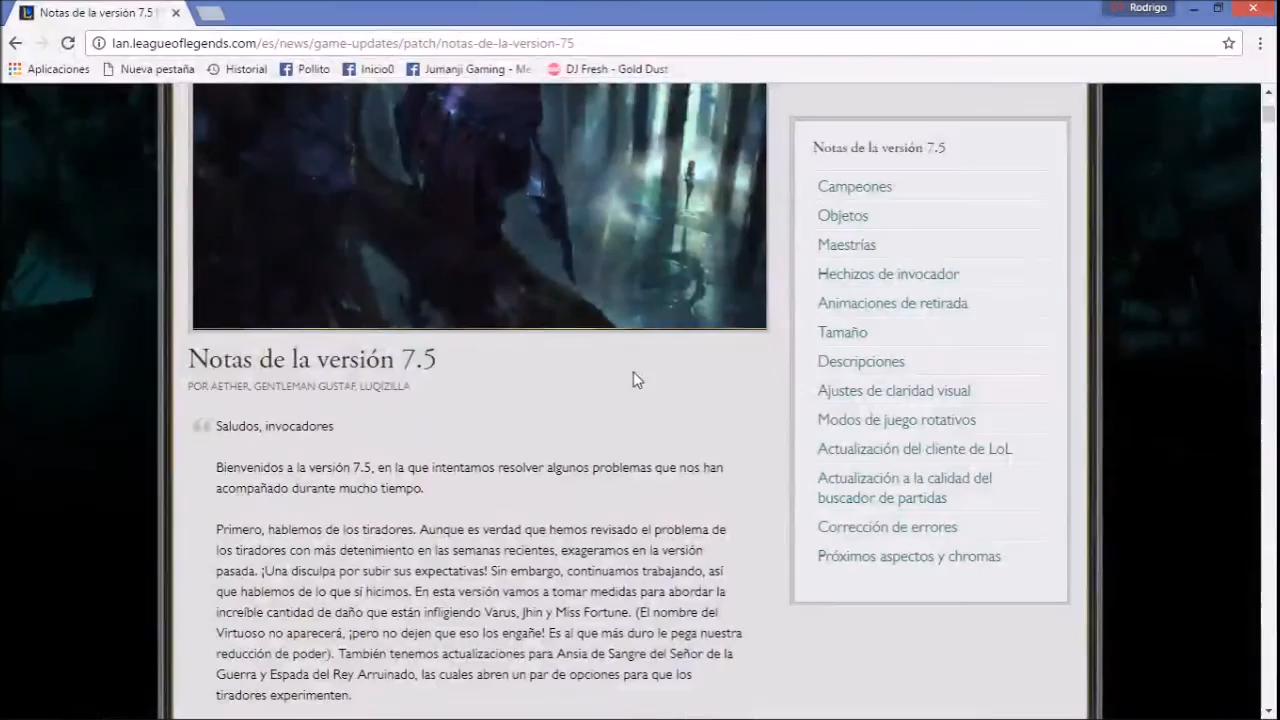 Notas de la versión 7.5
Rodrigo
lan.leagueoflegends.com/es/news/game-updates/patch/notas-de-la-version-75
Aplicaciones Nueva pestaña Historial Pollito Inicio0 Jumanji Gaming - Me DJ Fresh - Gold Dust
Notas de la versión 7.5
POR AETHER, GENTLEMAN GUSTAF, LUQIZILLA
Saludos, invocadores
Bienvenidos a la versión 7.5, en la que intentamos resolver algunos problemas que nos han
acompañado durante mucho tiempo.
Primero, hablemos de los tiradores. Aunque es verdad que hemos revisado el problema de
los tiradores con más detenimiento en las semanas recientes, exageramos en la versión
pasada. ¡Una disculpa por subir sus expectativas! Sin embargo, continuamos trabajando, así
que hablemos de lo que sí hicimos. En esta versión vamos a tomar medidas para abordar la
increíble cantidad de daño que están infligiendo Varus, Jhin y Miss Fortune. (El nombre del
Virtuoso no aparecerá, ¡pero no dejen que eso los engañe! Es al que más duro le pega nuestra
reducción de poder). También tenemos actualizaciones para Ansia de Sangre del Señor de la
Guerra y Espada del Rey Arruinado, las cuales abren un par de opciones para que los
tiradores experimenten.
Notas de la versión 7.5
Campeones
Objetos
Maestrías
Hechizos de invocador
Animaciones de retirada
Tamaño
Descripciones
Ajustes de claridad visual
Modos de juego rotativos
Actualización del cliente de LoL
Actualización a la calidad del
buscador de partidas
Corrección de errores
Próximos aspectos y chromas